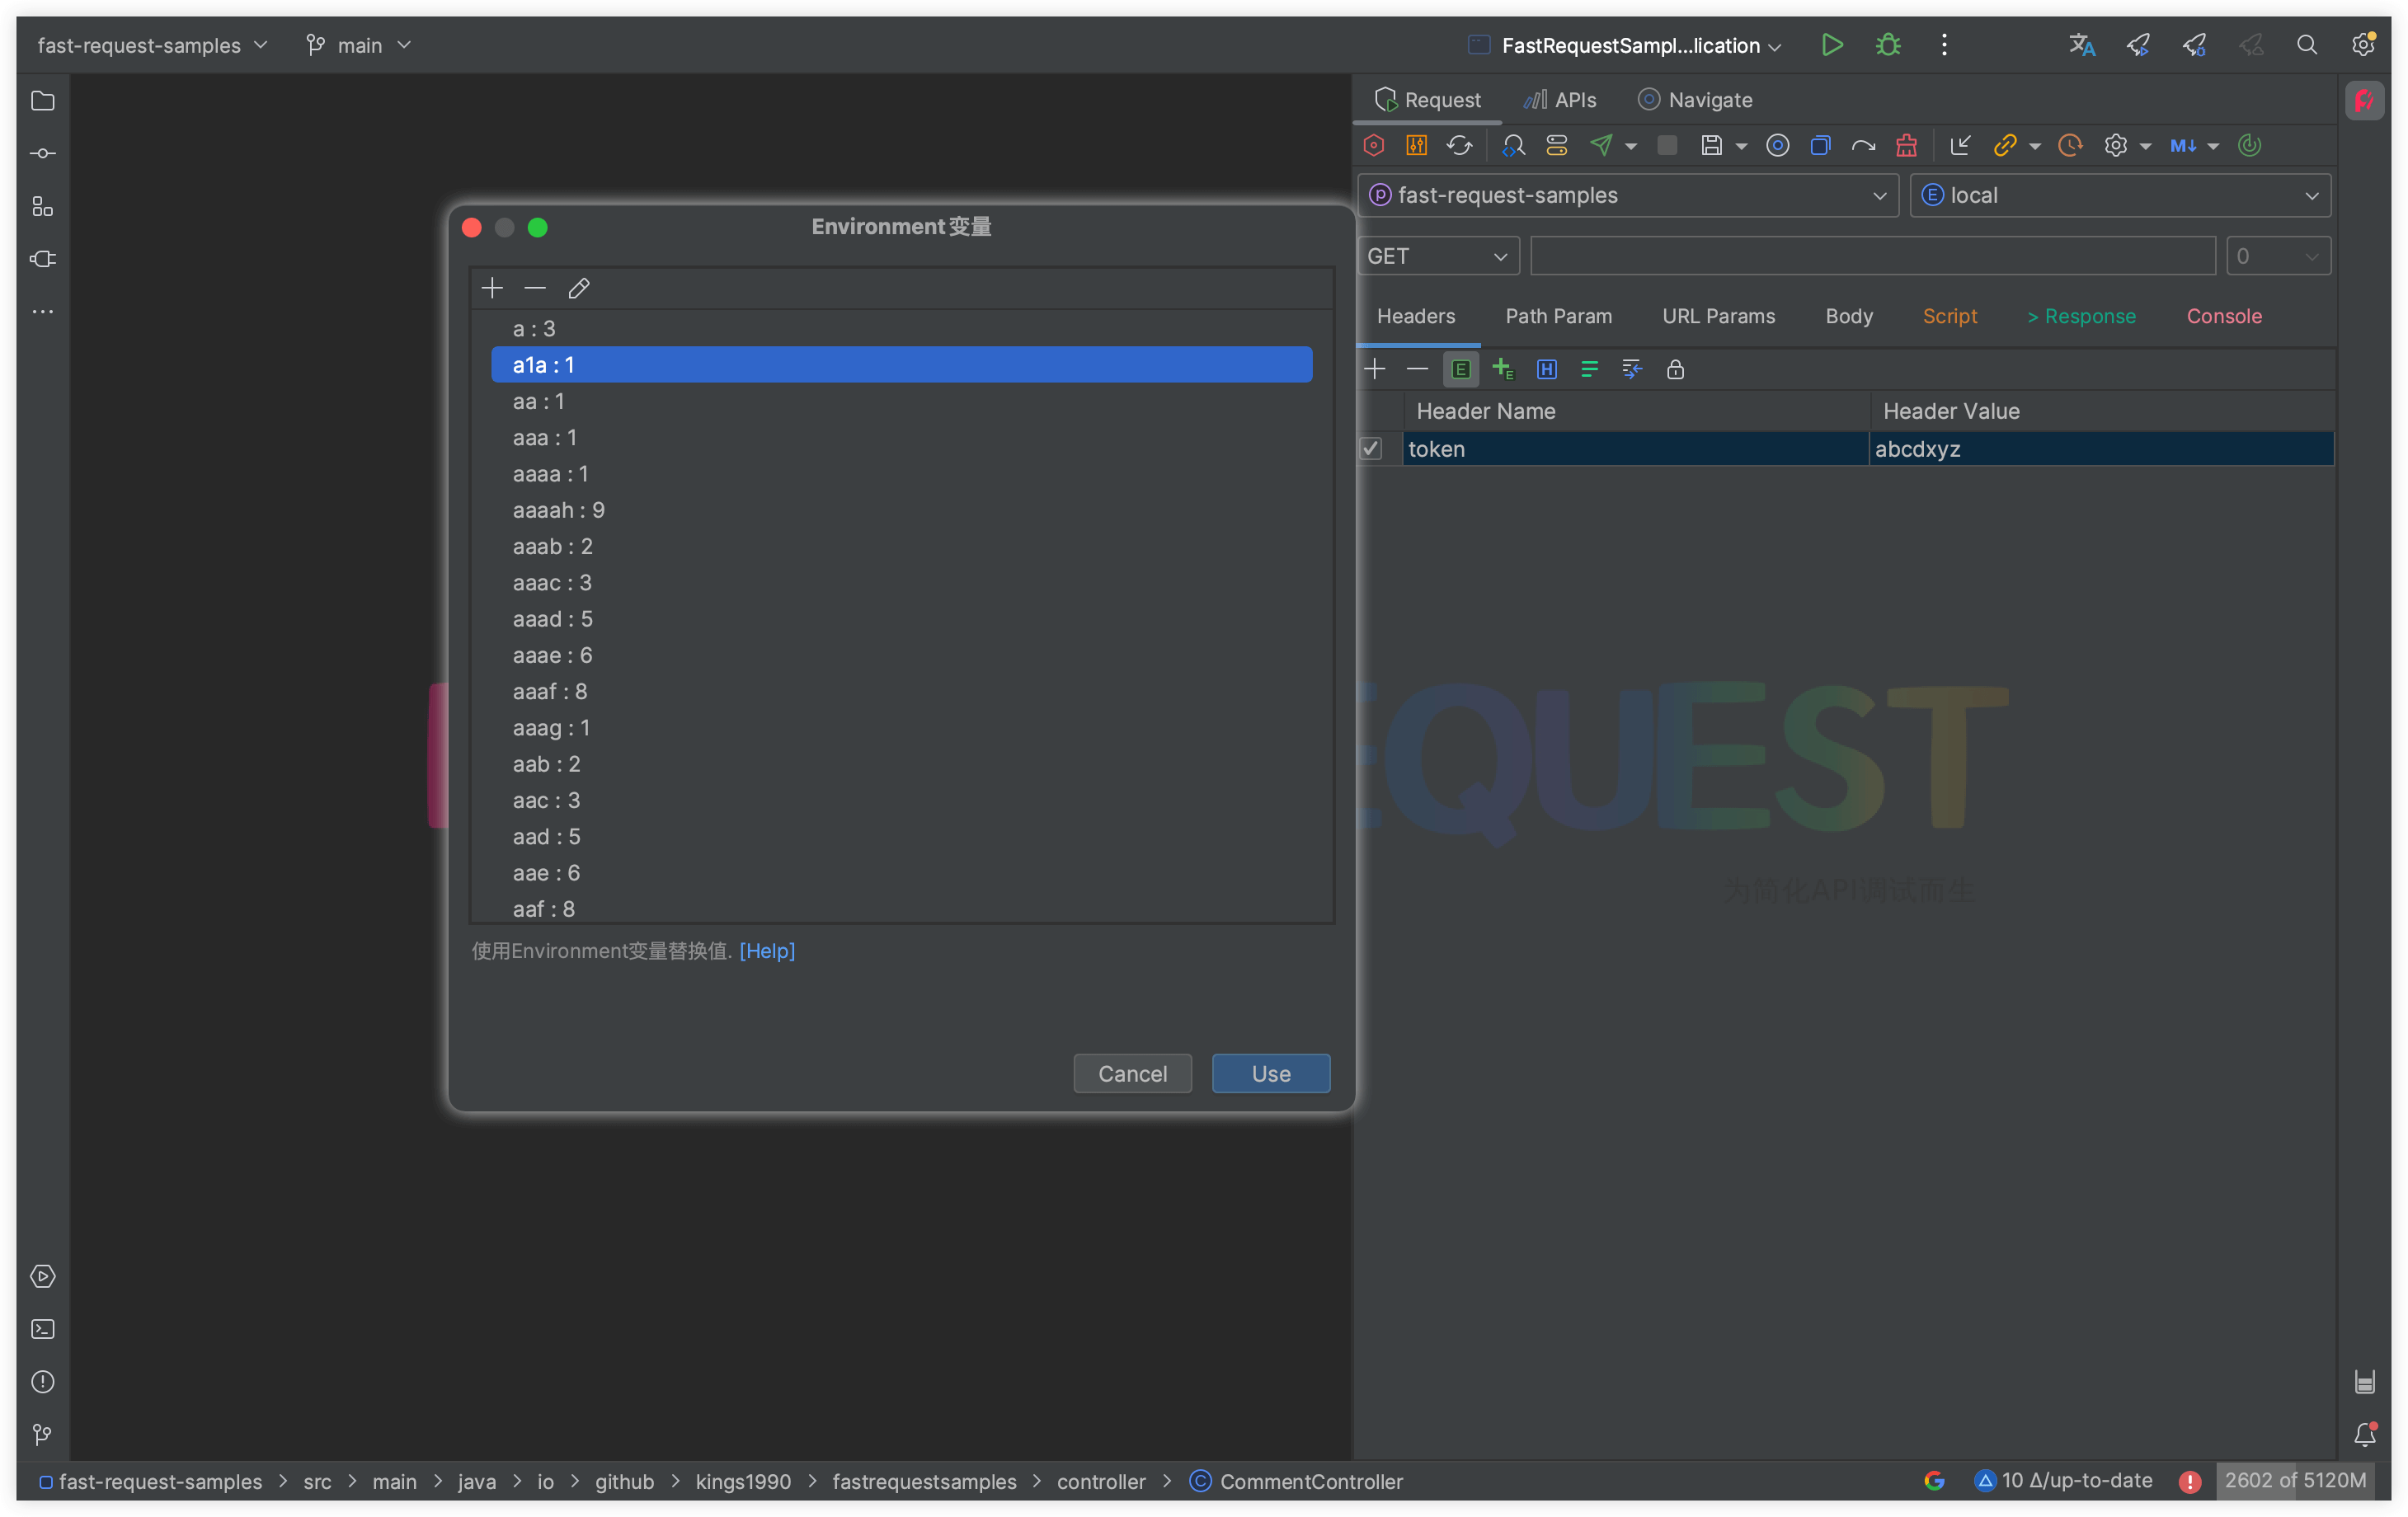 fast-request-samples main FastRequestSampl...lication
Request APIs Navigate
M↓
fast-request-samples local
GET 0
Headers Path Param URL Params Body Script > Response Console
Header Name Header Value
token abcdxyz
Environment变量
a : 3
a1a : 1
aa : 1
aaa : 1
aaaa : 1
aaaah : 9
aaab : 2
aaac : 3
aaad : 5
aaae : 6
aaaf : 8
aaag : 1
aab : 2
aac : 3
aad : 5
aae : 6
aaf : 8
使用Environment变量替换值. [Help]
Cancel Use
EQUEST
为简化API调试而生
fast-request-samples > src > main > java > io > github > kings1990 > fastrequestsamples > controller > CommentController
10 Δ/up-to-date 2602 of 5120M